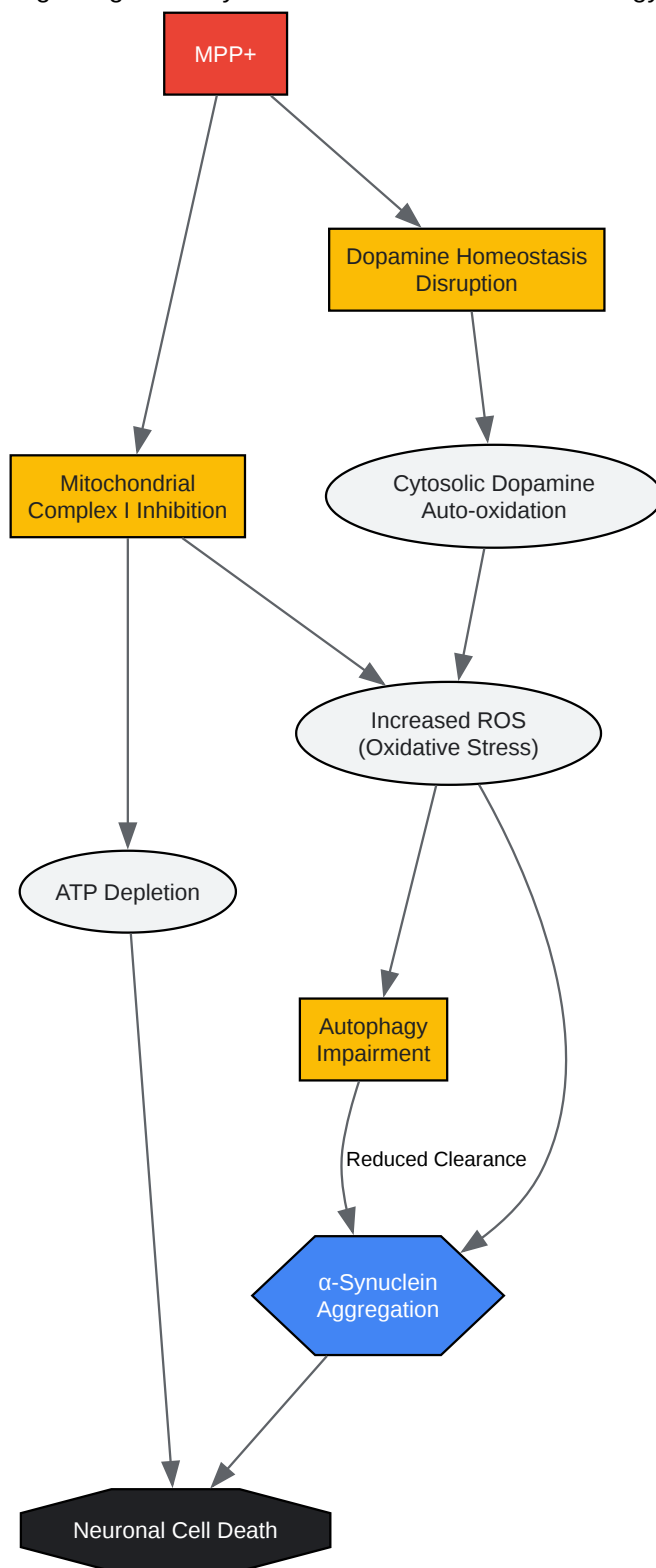 MPP+
Dopamine Homeostasis
Disruption
Mitochondrial
Complex I Inhibition
Cytosolic Dopamine
Auto-oxidation
Increased ROS
(Oxidative Stress)
ATP Depletion
Autophagy
Impairment
Reduced Clearance
α-Synuclein
Aggregation
Neuronal Cell Death